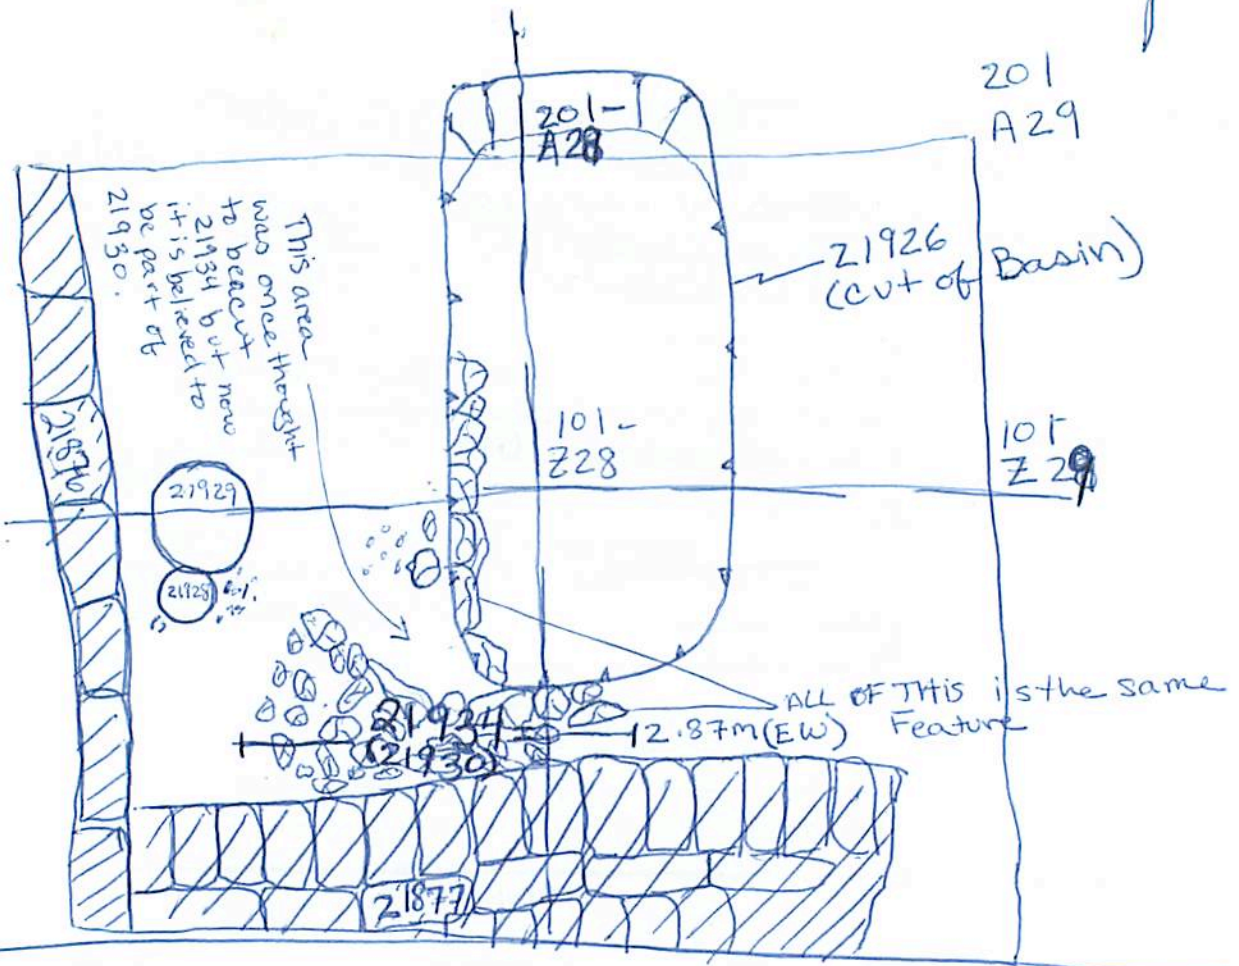 201
A29
201-
A28
This area
was once thought
to be a cut
21934 but now
it is believed to
be part of
21930.
21926
(cut of Basin)
101-
Z28
101-
Z29
21876
21929
21928
ALL OF THIS is the same
Feature
2.87m(EW)
21934=
(21930)
21877